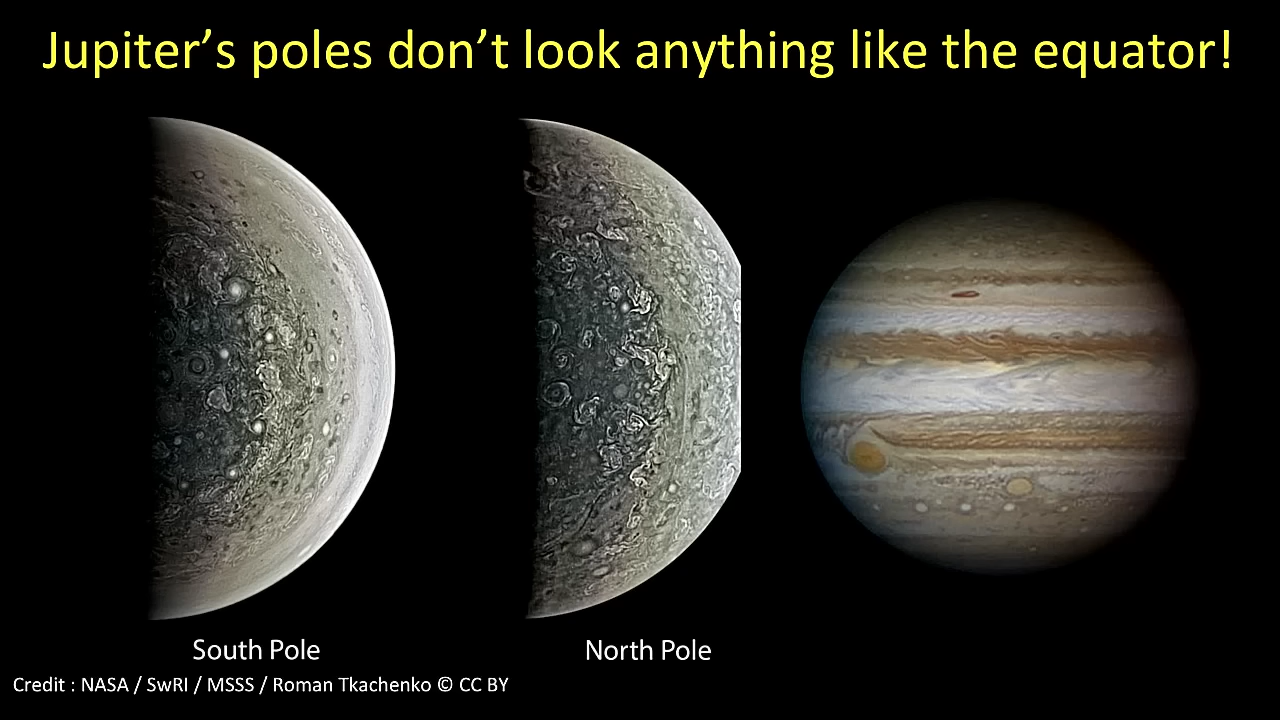 Jupiter’s poles don’t look anything like the equator!
South Pole
North Pole
Credit : NASA / SwRI / MSSS / Roman Tkachenko © CC BY